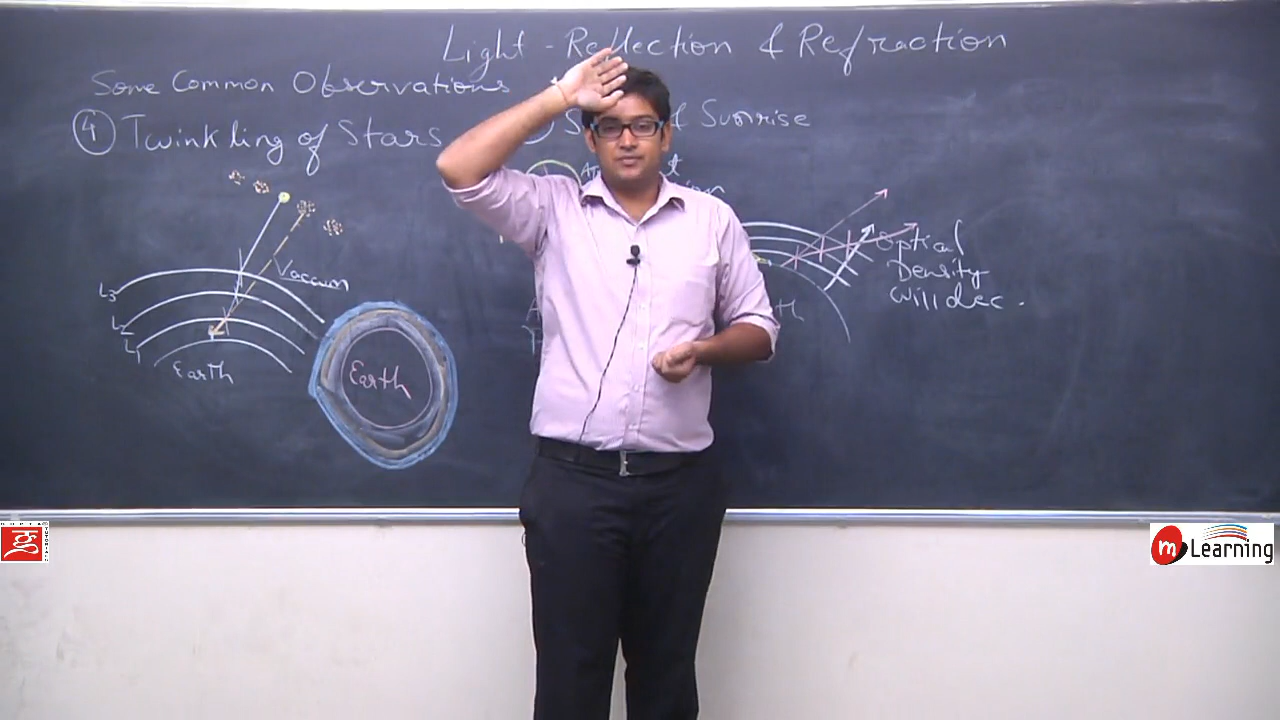 Light - Reflection & Refraction
Some Common Observations
4 Twinkling of Stars
Sunrise
Vaccum
L3
L2
L1
Earth
Earth
Optical
Density
Will dec.
m Learning